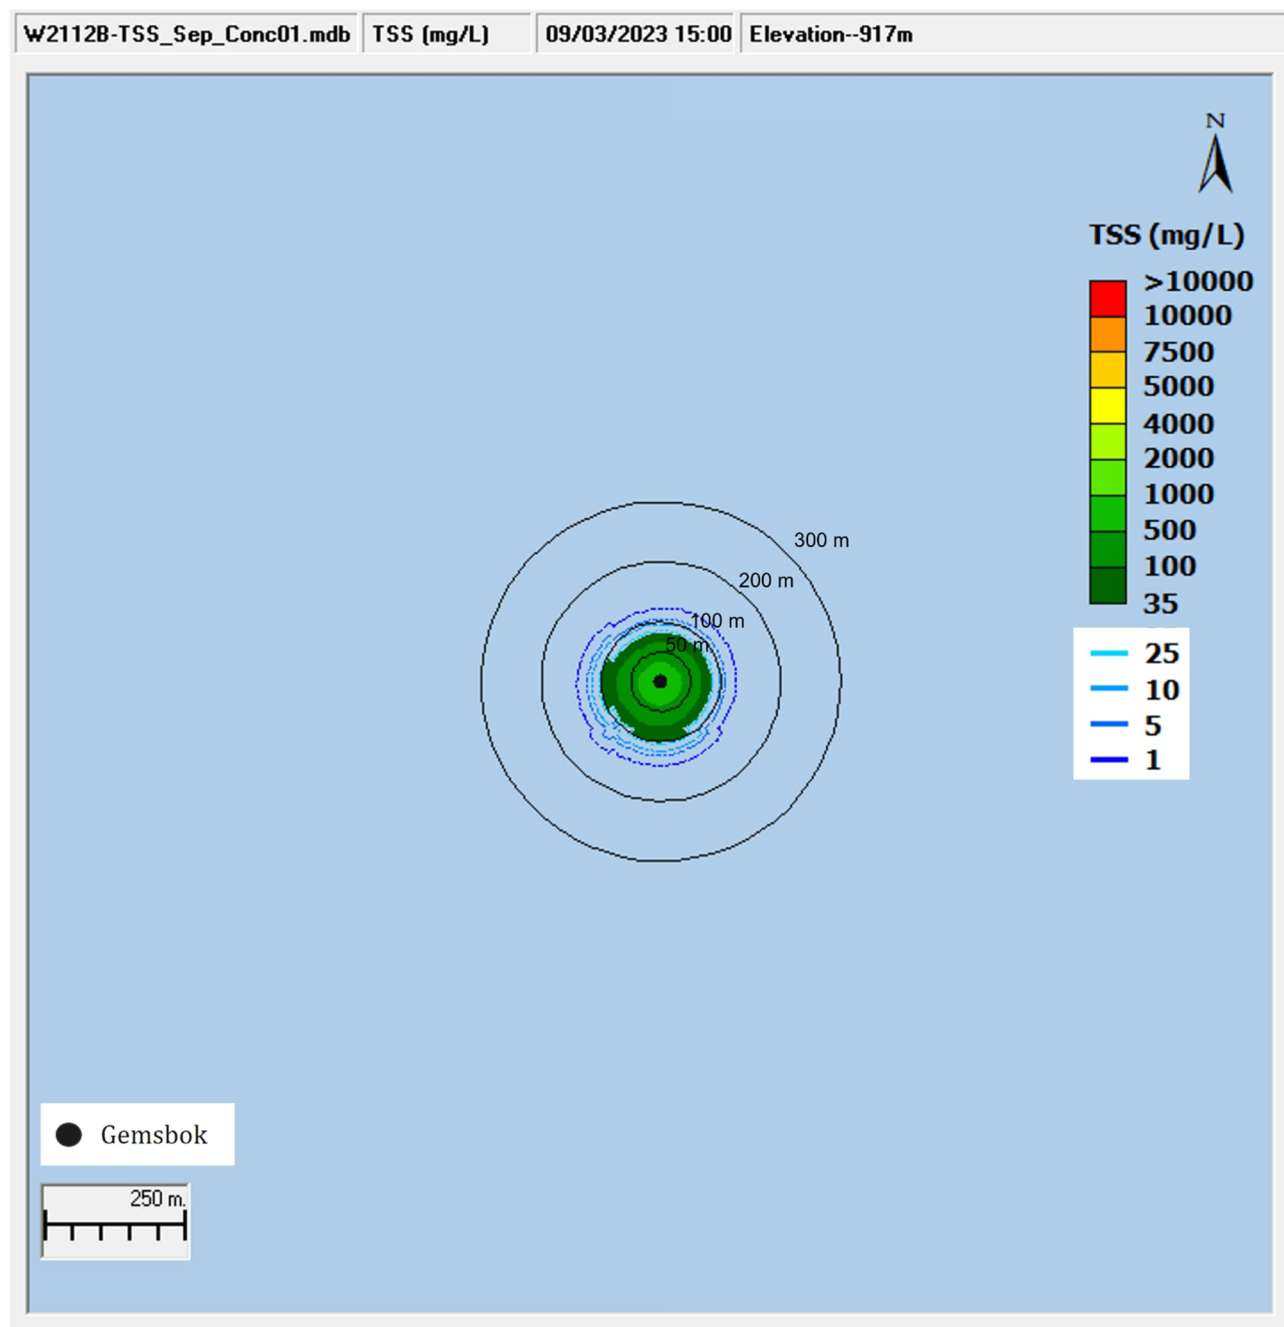 W2112B-TSS_Sep_Conc01.mdb TSS (mg/L) 09/03/2023 15:00 Elevation--917m
N
TSS (mg/L)
>10000
10000
7500
5000
4000
2000
1000
500
100
35
25
10
5
1
300 m
200 m
100 m
50 m
Gemsbok
250 m.